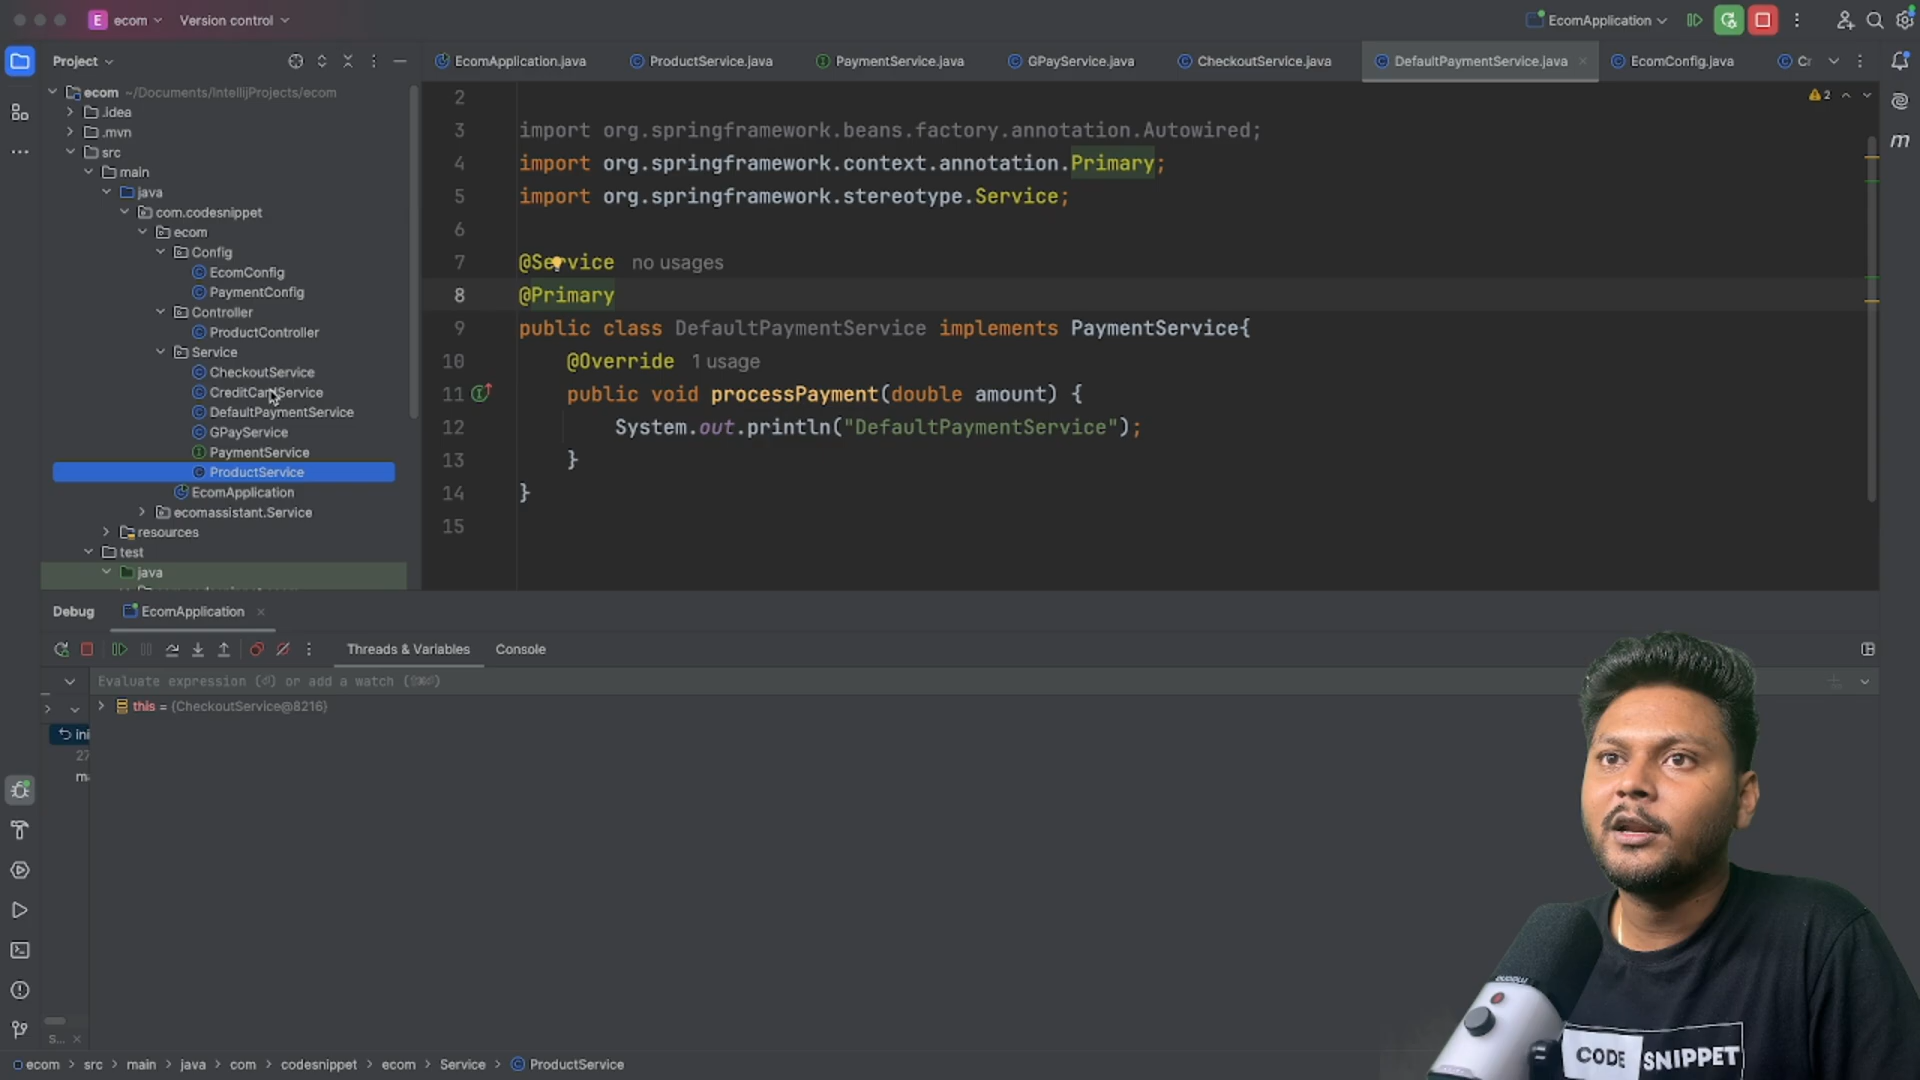 E ecom Version control EcomApplication
Project
EcomApplication.java ProductService.java PaymentService.java GPayService.java CheckoutService.java DefaultPaymentService.java EcomConfig.java Cr
ecom ~/Documents/IntellijProjects/ecom
.idea
.mvn
src
main
java
com.codesnippet
ecom
Config
EcomConfig
PaymentConfig
Controller
ProductController
Service
CheckoutService
CreditCardService
DefaultPaymentService
GPayService
PaymentService
ProductService
EcomApplication
ecomassistant.Service
resources
test
java
2
2
3 import org.springframework.beans.factory.annotation.Autowired;
4 import org.springframework.context.annotation.Primary;
5 import org.springframework.stereotype.Service;
6
7 @Service no usages
8 @Primary
9 public class DefaultPaymentService implements PaymentService{
10 @Override 1 usage
11 public void processPayment(double amount) {
12 System.out.println("DefaultPaymentService");
13 }
14 }
15
Debug EcomApplication
Threads & Variables Console
Evaluate expression (⏎) or add a watch (⇧⌘⏎)
this = {CheckoutService@8216}
ini
27
m
S...
CODE SNIPPET
ecom > src > main > java > com > codesnippet > ecom > Service > ProductService